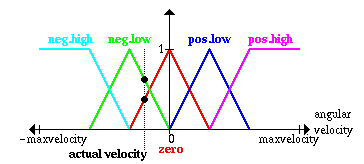 neg.high neg.low pos.low pos.high
1
angular
velocity
-maxvelocity 0 maxvelocity
actual velocity zero